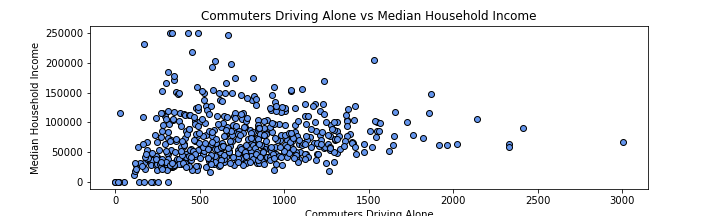 Commuters Driving Alone vs Median Household Income
Median Household Income
250000
200000
150000
100000
50000
0
0 500 1000 1500 2000 2500 3000
Commuters Driving Alone